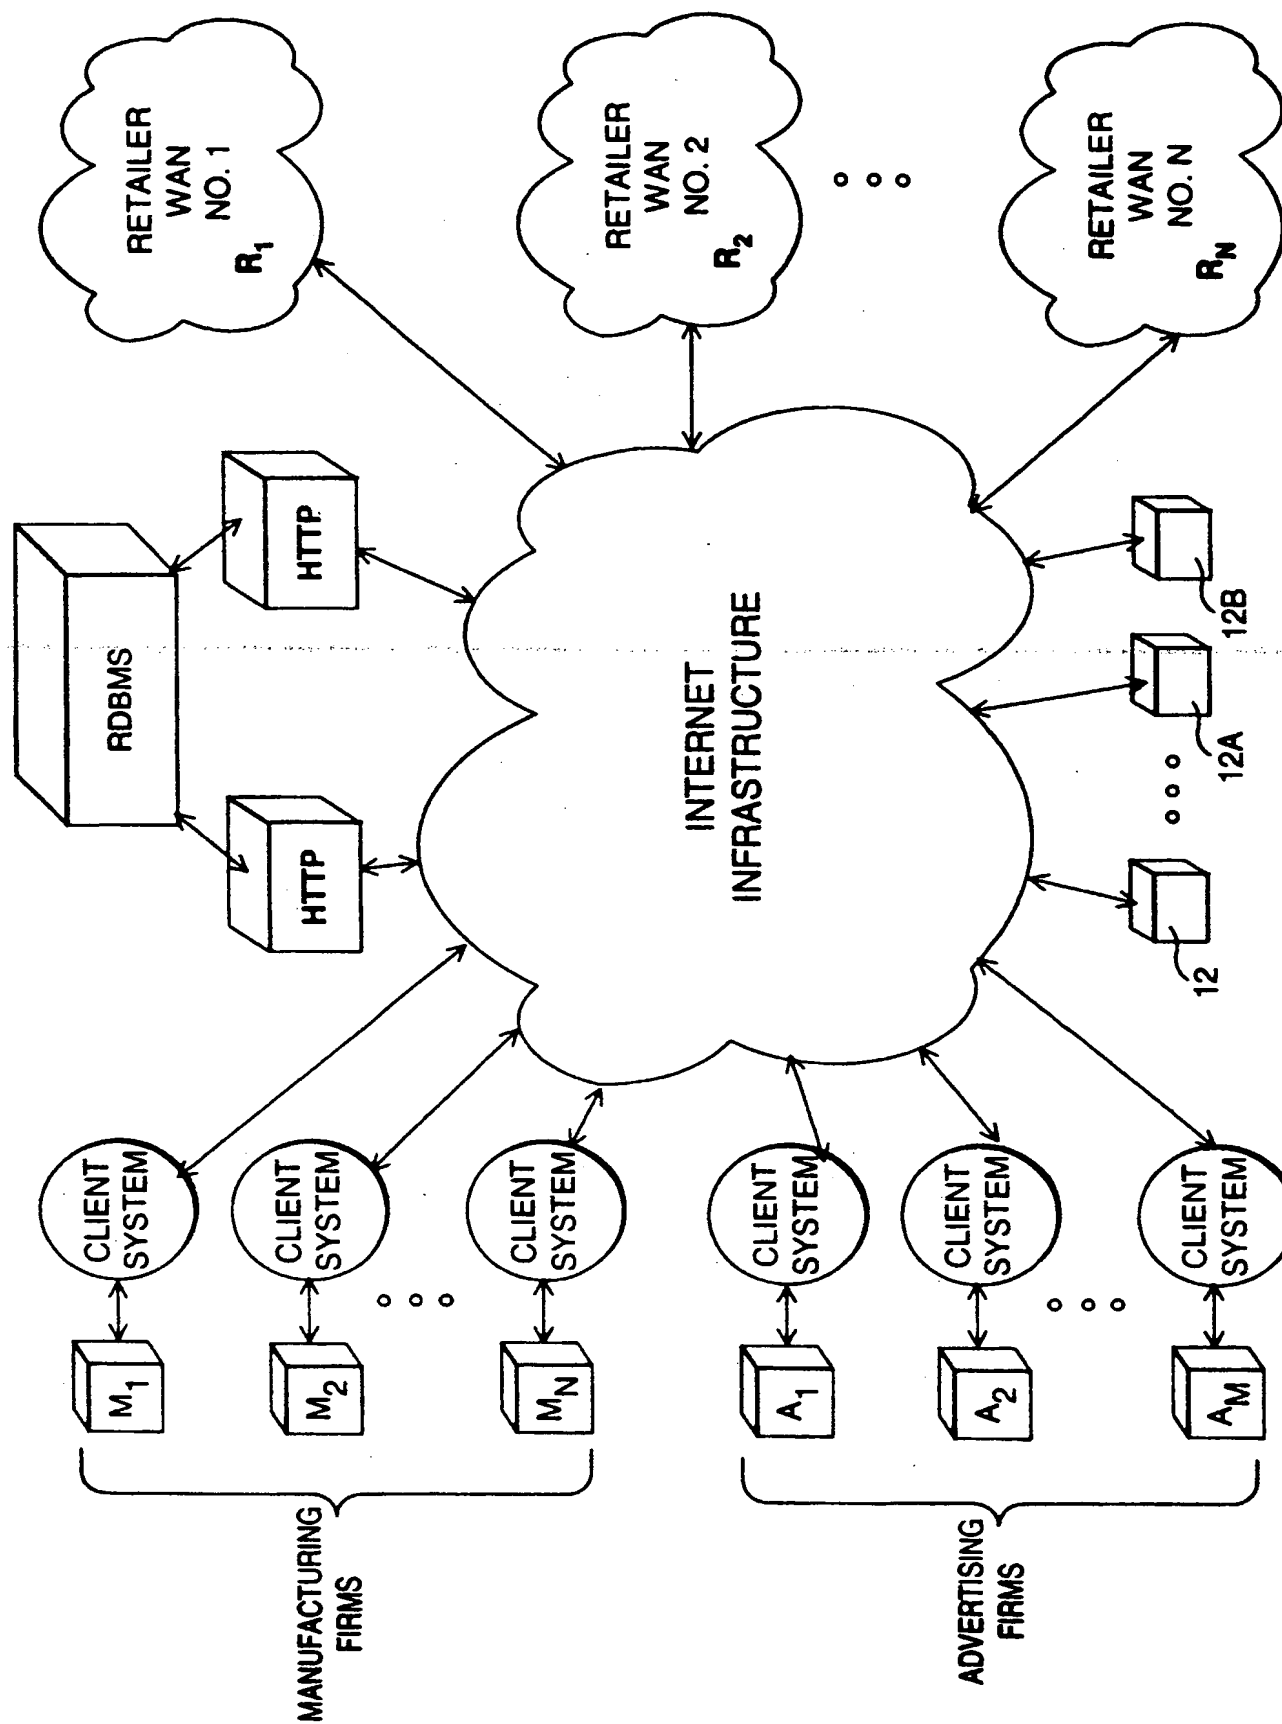 MANUFACTURING
FIRMS
M1
CLIENT
SYSTEM
M2
CLIENT
SYSTEM
MN
CLIENT
SYSTEM
ADVERTISING
FIRMS
A1
CLIENT
SYSTEM
A2
CLIENT
SYSTEM
AM
CLIENT
SYSTEM
RDBMS
HTTP
HTTP
INTERNET
INFRASTRUCTURE
12
12A
12B
RETAILER
WAN
NO. 1
R1
RETAILER
WAN
NO. 2
R2
RETAILER
WAN
NO. N
RN